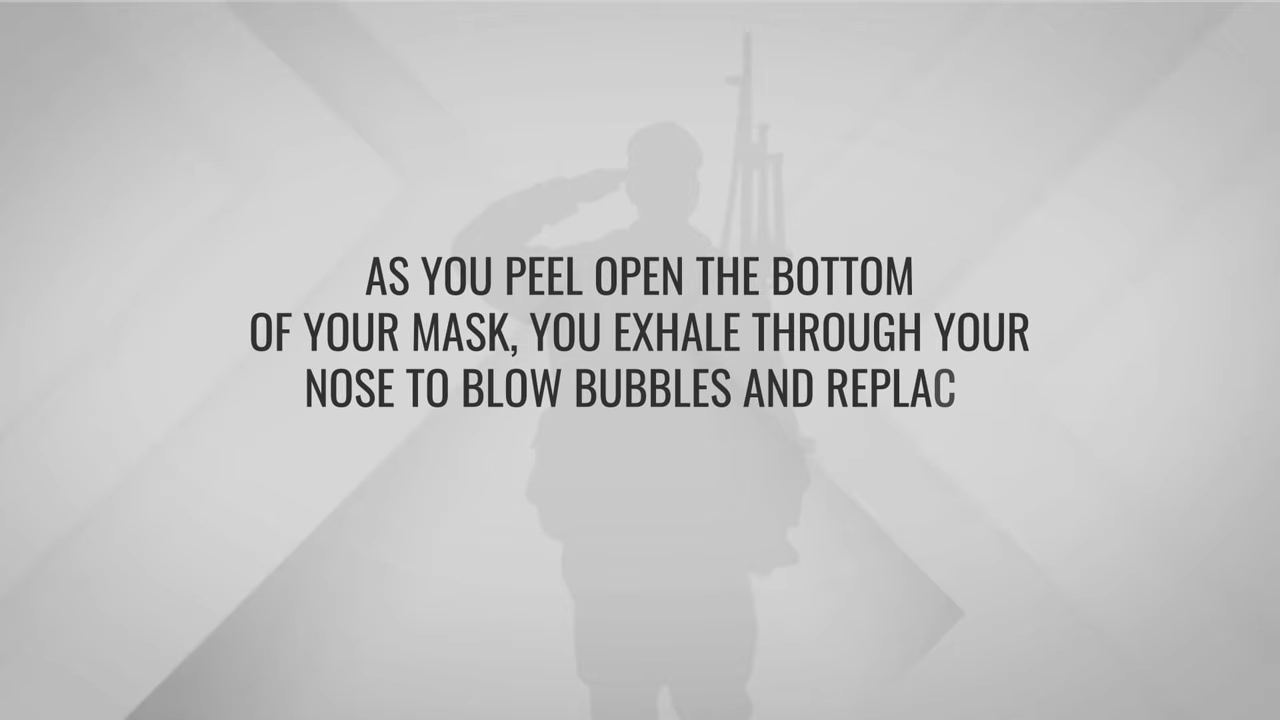 AS YOU PEEL OPEN THE BOTTOM
OF YOUR MASK, YOU EXHALE THROUGH YOUR
NOSE TO BLOW BUBBLES AND REPLAC